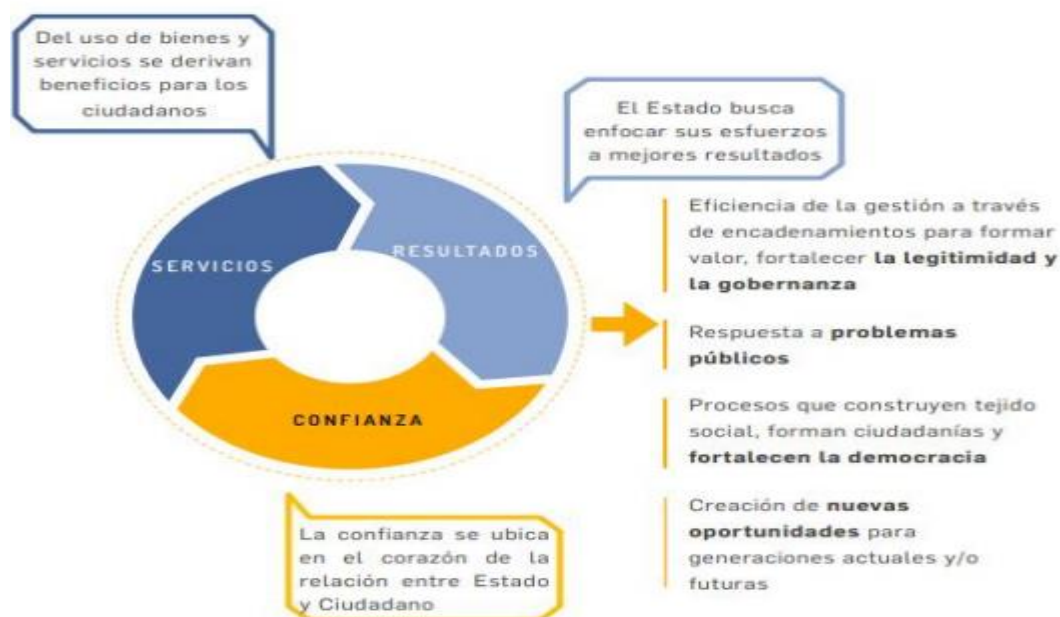 Del uso de bienes y
servicios se derivan
beneficios para los
ciudadanos
El Estado busca
enfocar sus esfuerzos
a mejores resultados
SERVICIOS
RESULTADOS
CONFIANZA
La confianza se ubica
en el corazón de la
relación entre Estado
y Ciudadano
Eficiencia de la gestión a través
de encadenamientos para formar
valor, fortalecer la legitimidad y
la gobernanza
Respuesta a problemas
públicos
Procesos que construyen tejido
social, forman ciudadanías y
fortalecen la democracia
Creación de nuevas
oportunidades para
generaciones actuales y/o
futuras